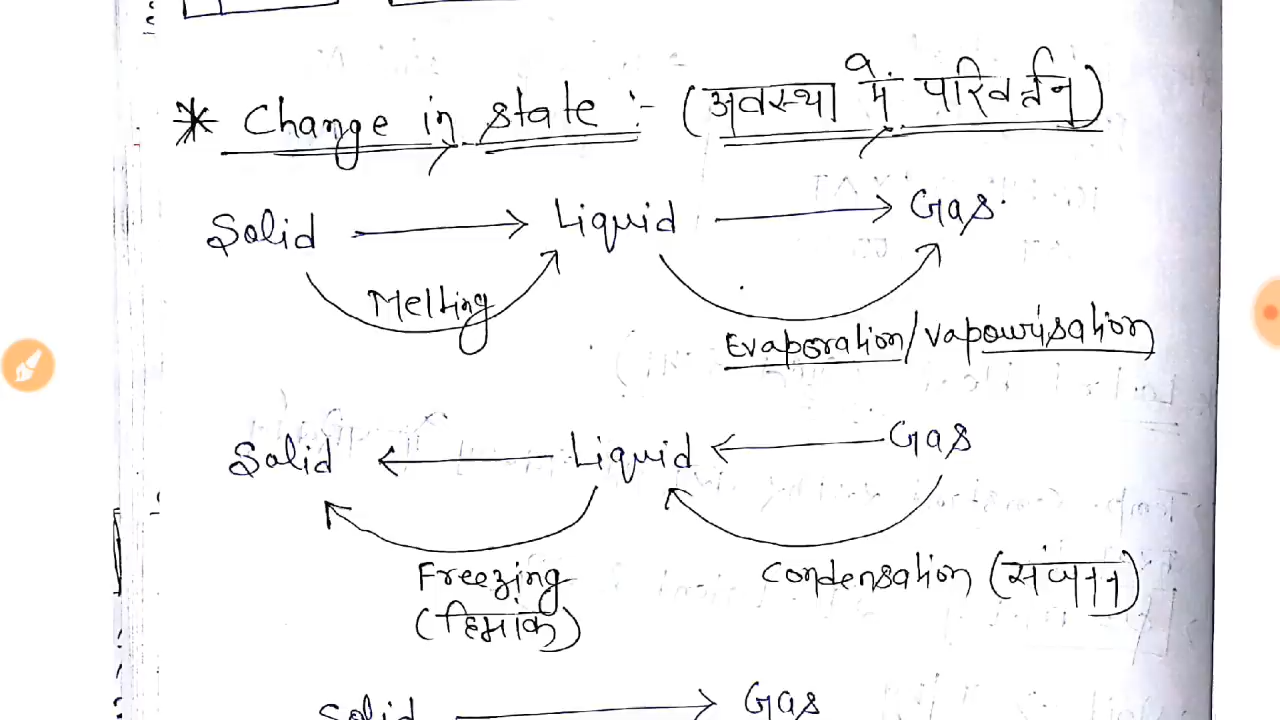 * Change in state :- (अवस्था में परिवर्तन)
Solid → Liquid → Gas
Melting
Evaporation/Vapourisation
Solid ← Liquid ← Gas
Freezing
(हिमांक)
Condensation (संघनन)
Solid → Gas